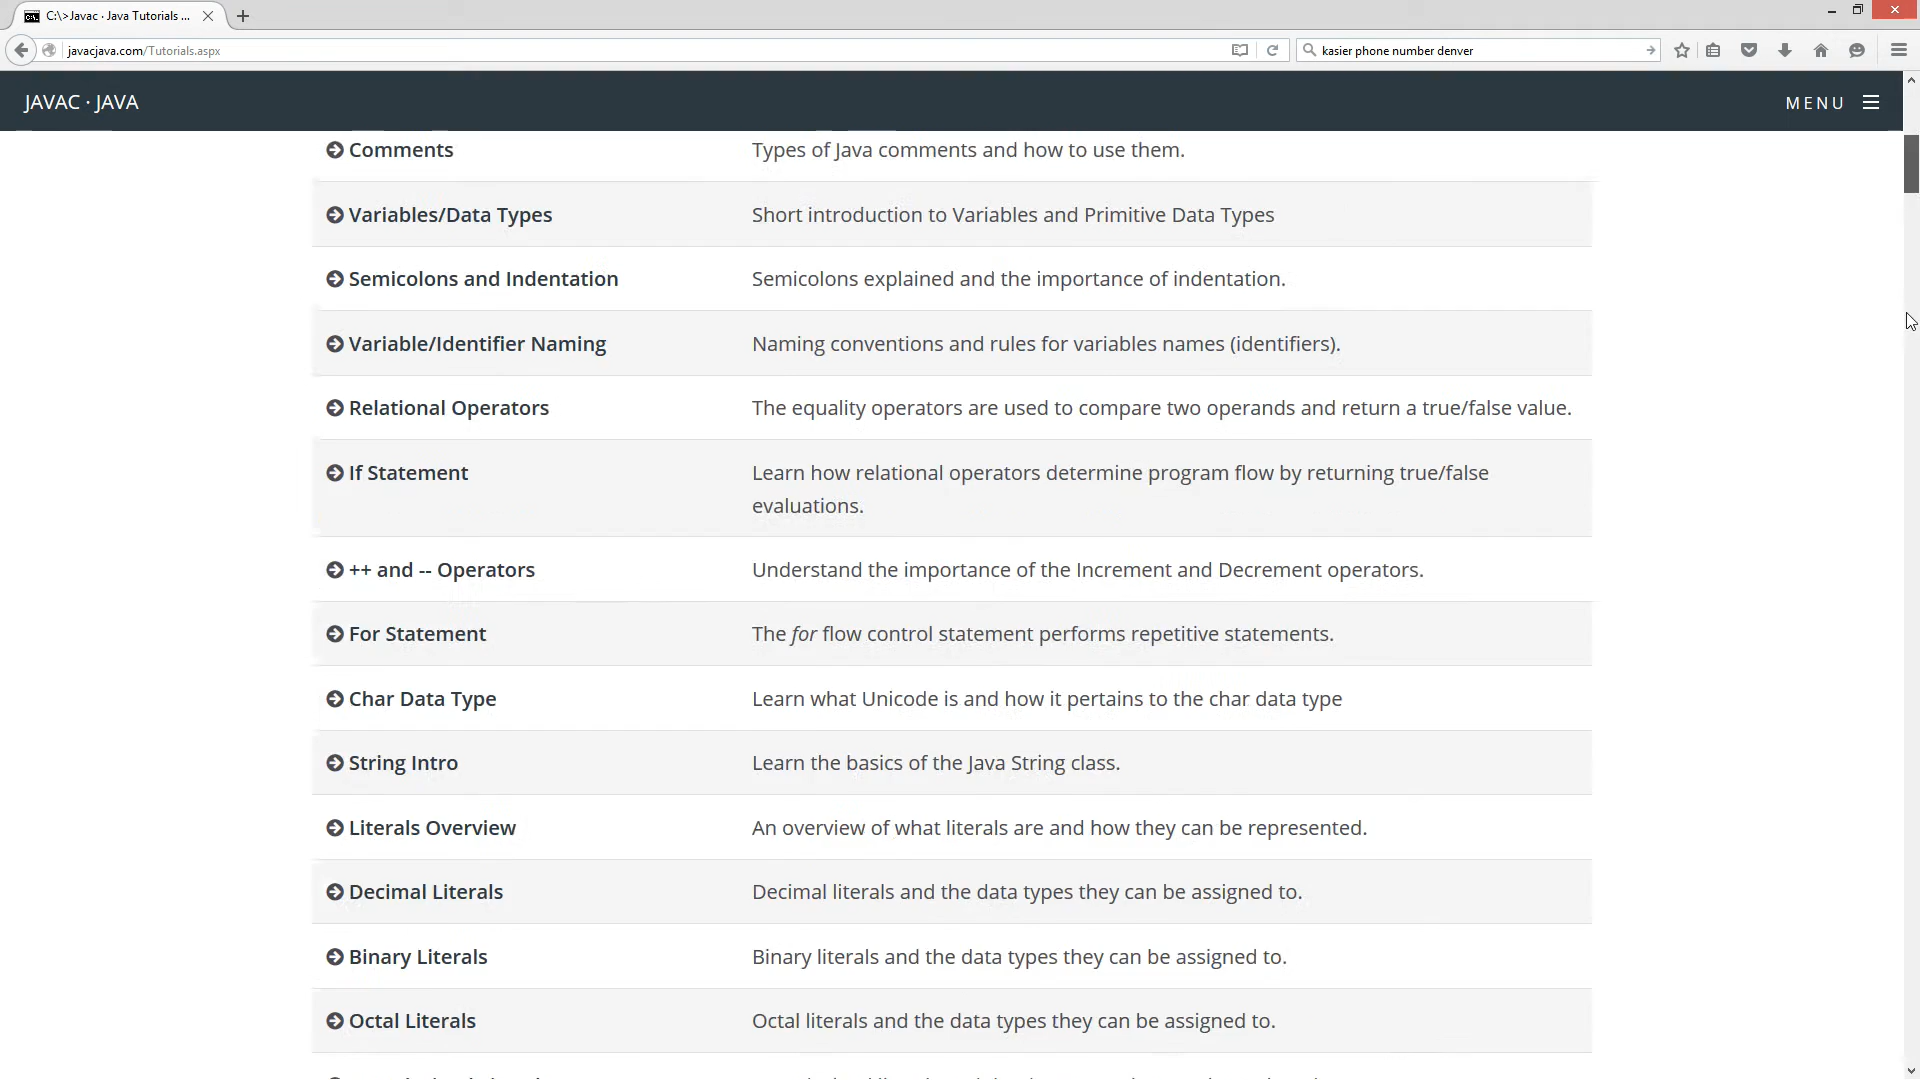 C:\>Javac · Java Tutorials ...
javacjava.com/Tutorials.aspx
kasier phone number denver
JAVAC · JAVA
MENU
Comments
Types of Java comments and how to use them.
Variables/Data Types
Short introduction to Variables and Primitive Data Types
Semicolons and Indentation
Semicolons explained and the importance of indentation.
Variable/Identifier Naming
Naming conventions and rules for variables names (identifiers).
Relational Operators
The equality operators are used to compare two operands and return a true/false value.
If Statement
Learn how relational operators determine program flow by returning true/false
evaluations.
++ and -- Operators
Understand the importance of the Increment and Decrement operators.
For Statement
The for flow control statement performs repetitive statements.
Char Data Type
Learn what Unicode is and how it pertains to the char data type
String Intro
Learn the basics of the Java String class.
Literals Overview
An overview of what literals are and how they can be represented.
Decimal Literals
Decimal literals and the data types they can be assigned to.
Binary Literals
Binary literals and the data types they can be assigned to.
Octal Literals
Octal literals and the data types they can be assigned to.